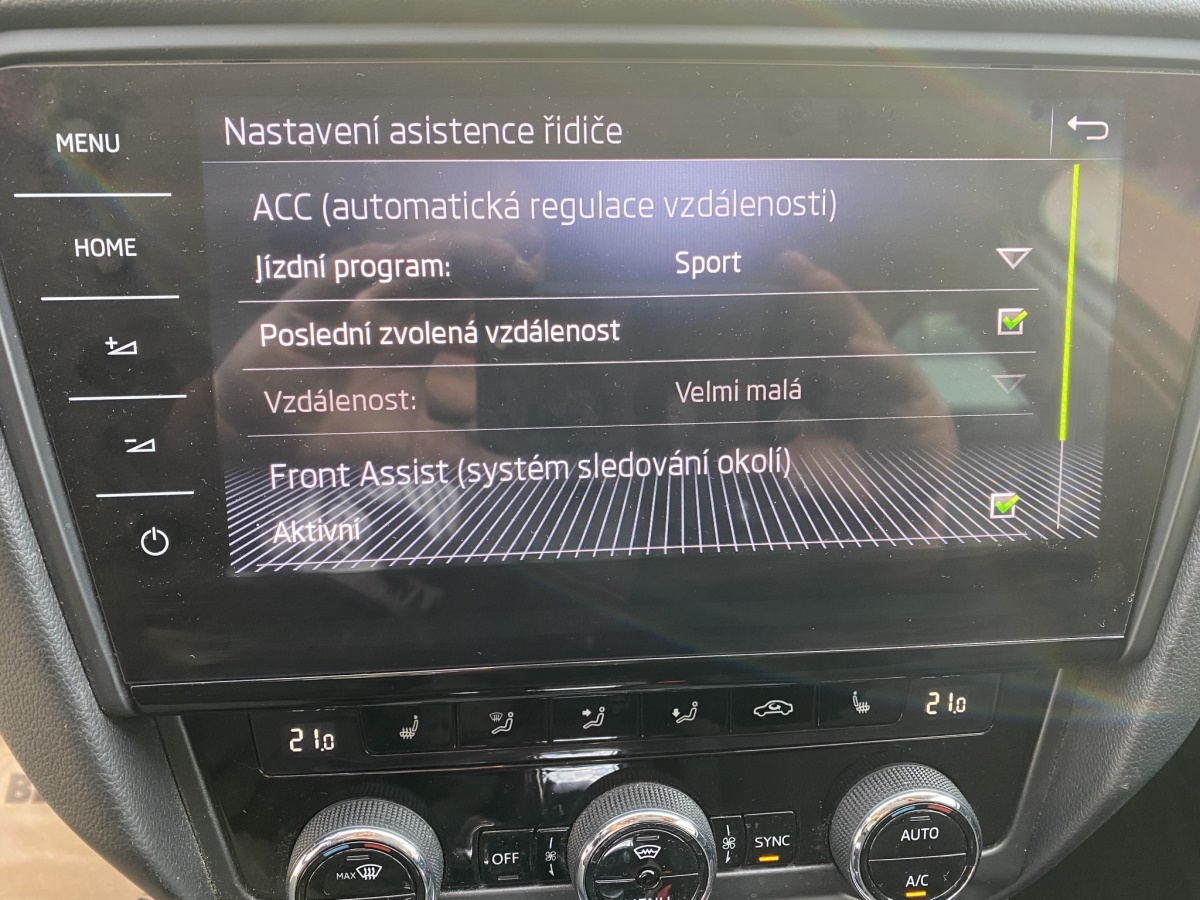 MENU
Nastavení asistence řidiče
ACC (automatická regulace vzdálenosti)
HOME
Jízdní program: Sport
Poslední zvolená vzdálenost
Vzdálenost: Velmi malá
Front Assist (systém sledování okolí)
Aktivní
21.0
21.0
MAX
OFF
MENU
SYNC
AUTO
A/C